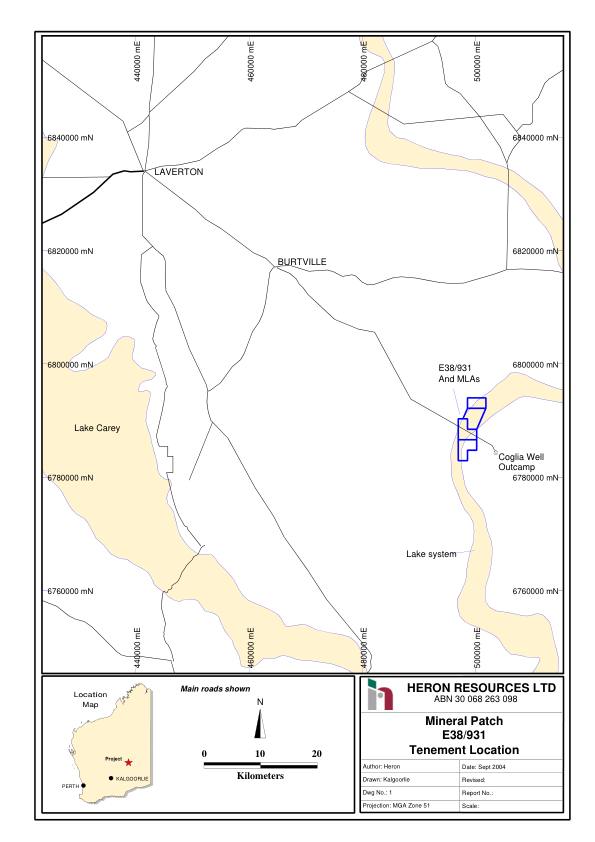 440000 mE
460000 mE
480000 mE
500000 mE
6840000 mN
6840000 mN
LAVERTON
6820000 mN
6820000 mN
BURTVILLE
6800000 mN
6800000 mN
E38/931
And MLAs
Lake Carey
Coglia Well
Outcamp
6780000 mN
6780000 mN
Lake system
6760000 mN
6760000 mN
440000 mE
460000 mE
480000 mE
500000 mE
Location
Map
Project
KALGOORLIE
PERTH
Main roads shown
N
0 10 20
Kilometers
HERON RESOURCES LTD
ABN 30 068 263 098
Mineral Patch
E38/931
Tenement Location
Author: Heron
Date: Sept 2004
Drawn: Kalgoorlie
Revised:
Dwg No.: 1
Report No.:
Projection: MGA Zone 51
Scale: